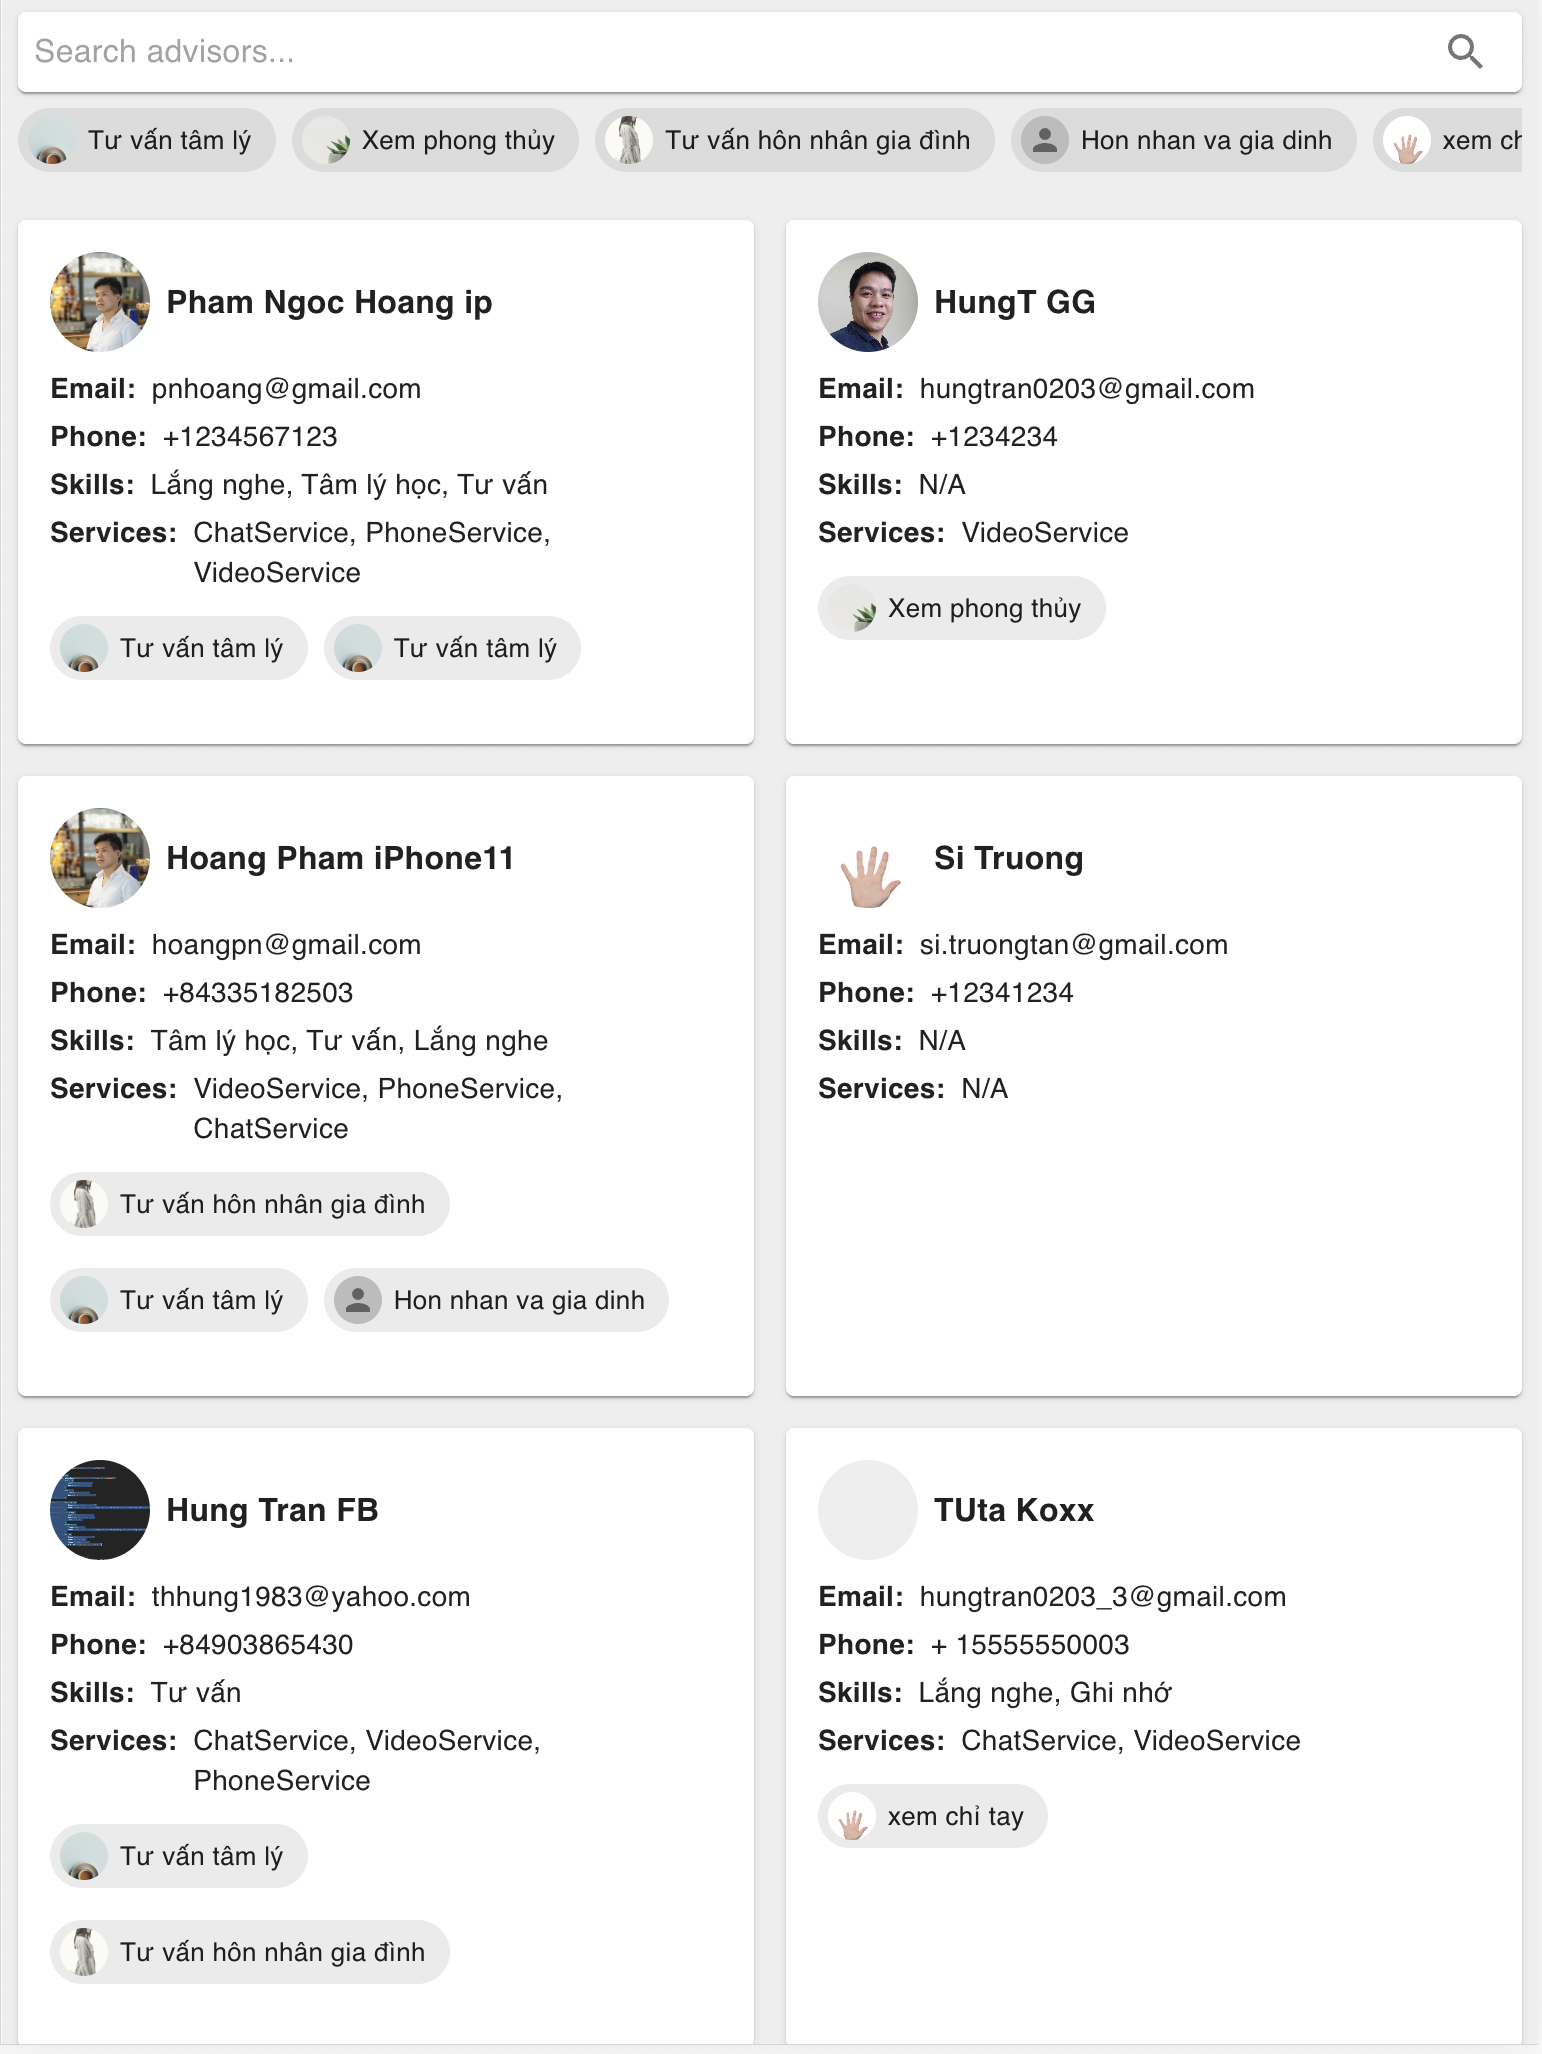 Search advisors...
Tư vấn tâm lý
Xem phong thủy
Tư vấn hôn nhân gia đình
Hon nhan va gia dinh
xem
Pham Ngoc Hoang ip
Email: pnhoang@gmail.com
Phone: +1234567123
Skills: Lắng nghe, Tâm lý học, Tư vấn
Services: ChatService, PhoneService,
VideoService
Tư vấn tâm lý
Tư vấn tâm lý
HungT GG
Email: hungtran0203@gmail.com
Phone: +1234234
Skills: N/A
Services: VideoService
Xem phong thủy
Hoang Pham iPhone11
Email: hoangpn@gmail.com
Phone: +84335182503
Skills: Tâm lý học, Tư vấn, Lắng nghe
Services: VideoService, PhoneService,
ChatService
Tư vấn hôn nhân gia đình
Tư vấn tâm lý
Hon nhan va gia dinh
Si Truong
Email: si.truongtan@gmail.com
Phone: +12341234
Skills: N/A
Services: N/A
Hung Tran FB
Email: thhung1983@yahoo.com
Phone: +84903865430
Skills: Tư vấn
Services: ChatService, VideoService,
PhoneService
Tư vấn tâm lý
Tư vấn hôn nhân gia đình
TUta Koxx
Email: hungtran0203_3@gmail.com
Phone: + 15555550003
Skills: Lắng nghe, Ghi nhớ
Services: ChatService, VideoService
xem chỉ tay